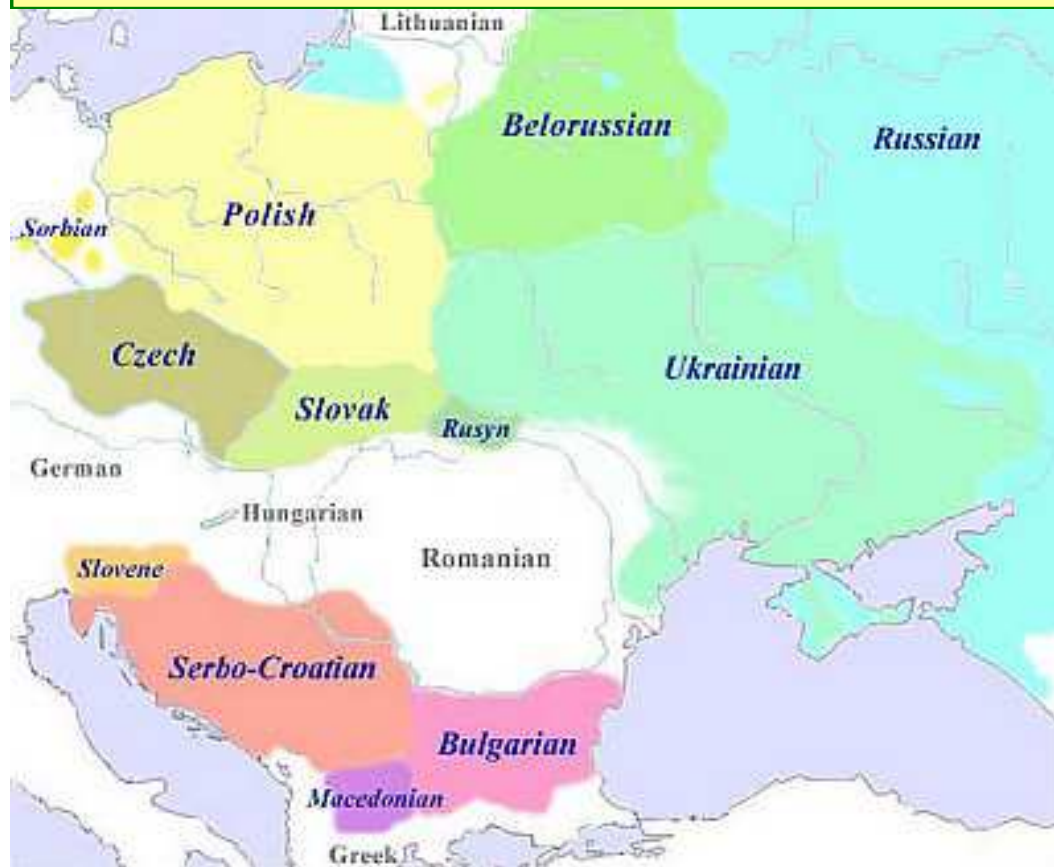 Lithuanian
Belorussian
Russian
Polish
Sorbian
Czech
Ukrainian
Slovak
Rusyn
German
Hungarian
Romanian
Slovene
Serbo-Croatian
Bulgarian
Macedonian
Greek